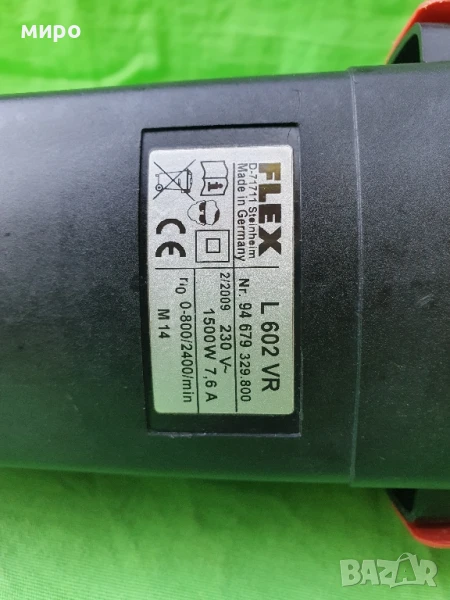 миро
FLEX
D-71711 Steinheim
Made in Germany
L 602 VR
Nr. 94 679 329.800
2/2009
230 V~
1500W 7,6 A
n₀ 0-800/2400/min
M 14
CE
BAZAR